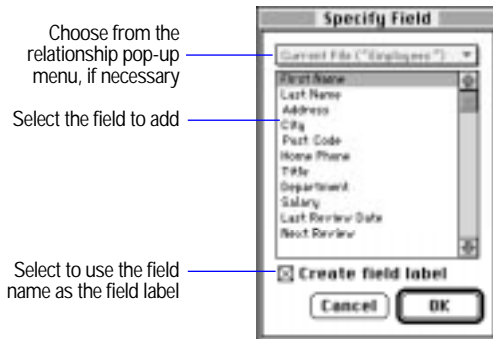 Specify Field
Choose from the
relationship pop-up
menu, if necessary
Current File ("Employees")
First Name
Last Name
Address
Select the field to add
City
Post Code
Home Phone
Title
Department
Salary
Last Review Date
Next Review
Select to use the field
name as the field label
Create field label
Cancel
OK